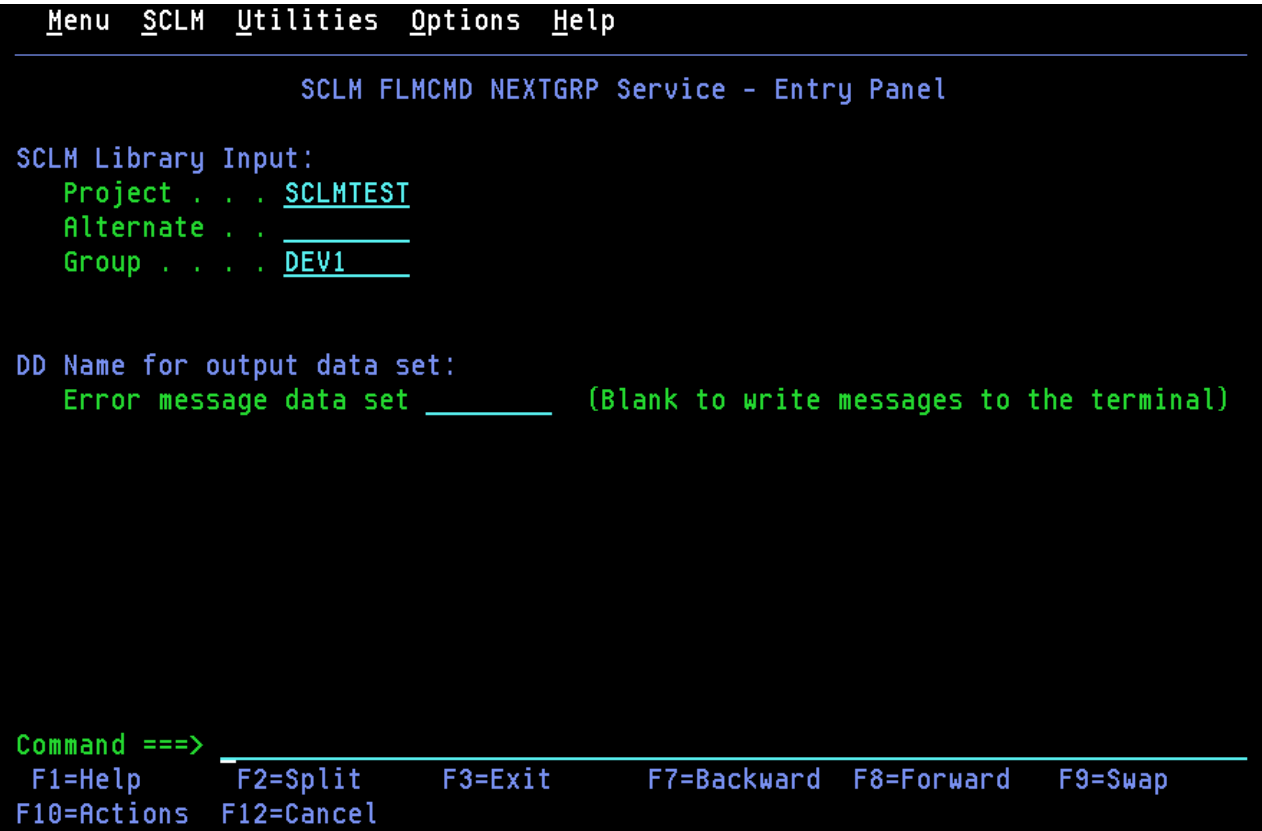 Menu SCLM Utilities Options Help
SCLM FLMCMD NEXTGRP Service - Entry Panel
SCLM Library Input:
Project . . . SCLMTEST
Alternate . .
Group . . . . DEV1
DD Name for output data set:
Error message data set (Blank to write messages to the terminal)
Command ===>
F1=Help F2=Split F3=Exit F7=Backward F8=Forward F9=Swap
F10=Actions F12=Cancel